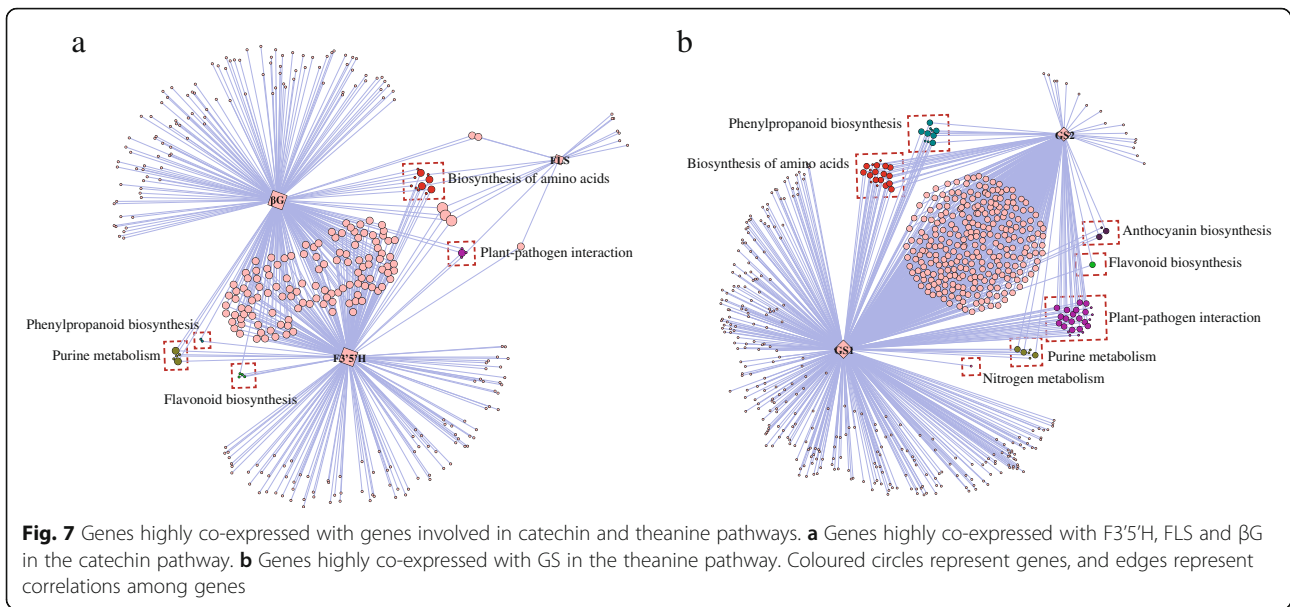 a
βG
FLS
Biosynthesis of amino acids
Plant-pathogen interaction
Phenylpropanoid biosynthesis
Purine metabolism
F3'5'H
Flavonoid biosynthesis
b
Phenylpropanoid biosynthesis
GS2
Biosynthesis of amino acids
Anthocyanin biosynthesis
Flavonoid biosynthesis
Plant-pathogen interaction
GS1
Purine metabolism
Nitrogen metabolism
Fig. 7 Genes highly co-expressed with genes involved in catechin and theanine pathways. a Genes highly co-expressed with F3'5'H, FLS and βG
in the catechin pathway. b Genes highly co-expressed with GS in the theanine pathway. Coloured circles represent genes, and edges represent
correlations among genes